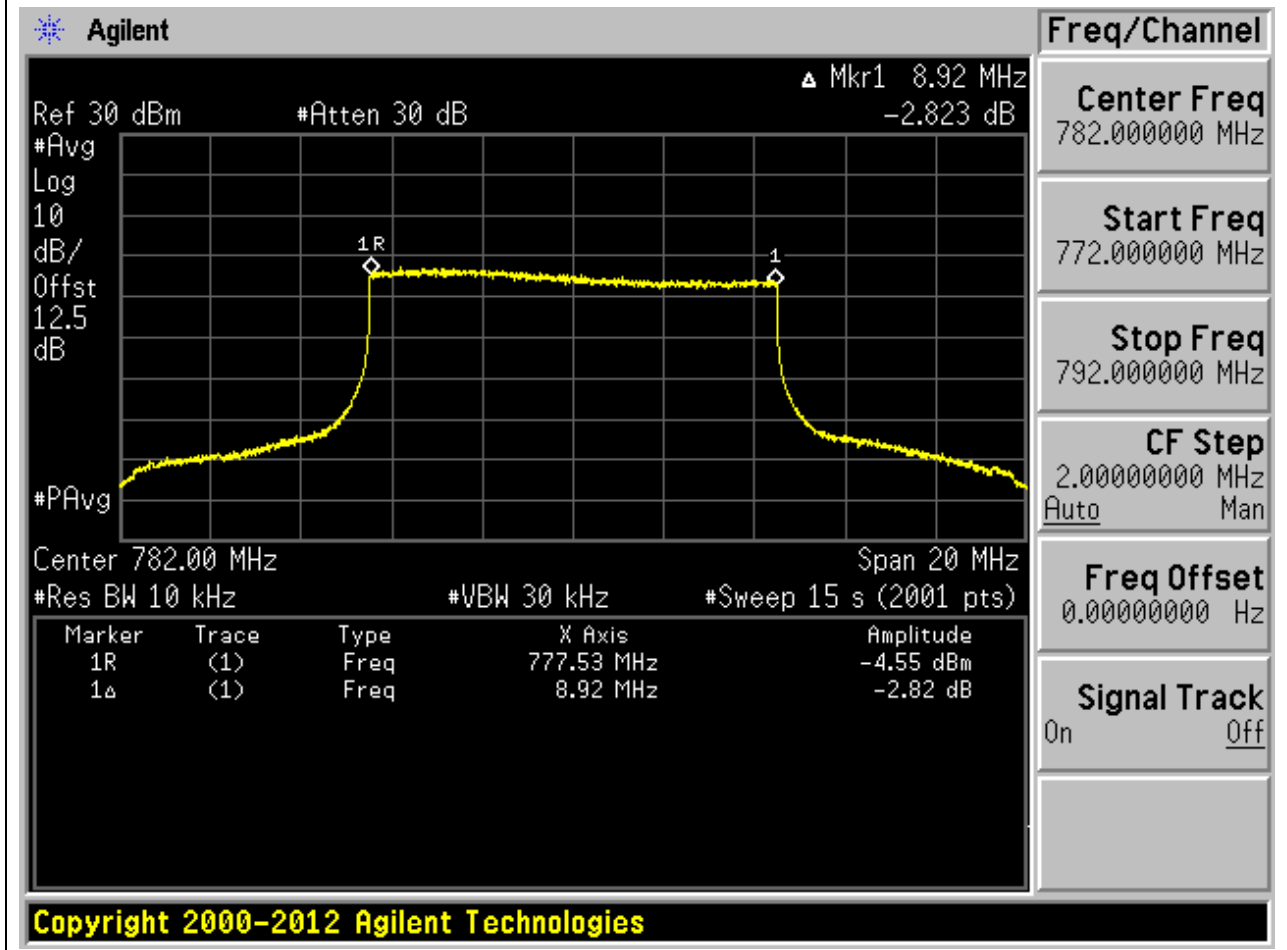 Agilent
Freq/Channel
▵ Mkr1 8.92 MHz
Ref 30 dBm #Atten 30 dB -2.823 dB
#Avg
Log
10
dB/
Offst
12.5
dB
1R
1
#PAvg
Center 782.00 MHz Span 20 MHz
#Res BW 10 kHz #VBW 30 kHz #Sweep 15 s (2001 pts)
Marker Trace Type X Axis Amplitude
1R (1) Freq 777.53 MHz -4.55 dBm
1▵ (1) Freq 8.92 MHz -2.82 dB
Center Freq
782.000000 MHz
Start Freq
772.000000 MHz
Stop Freq
792.000000 MHz
CF Step
2.00000000 MHz
Auto Man
Freq Offset
0.00000000 Hz
Signal Track
On Off
Copyright 2000-2012 Agilent Technologies